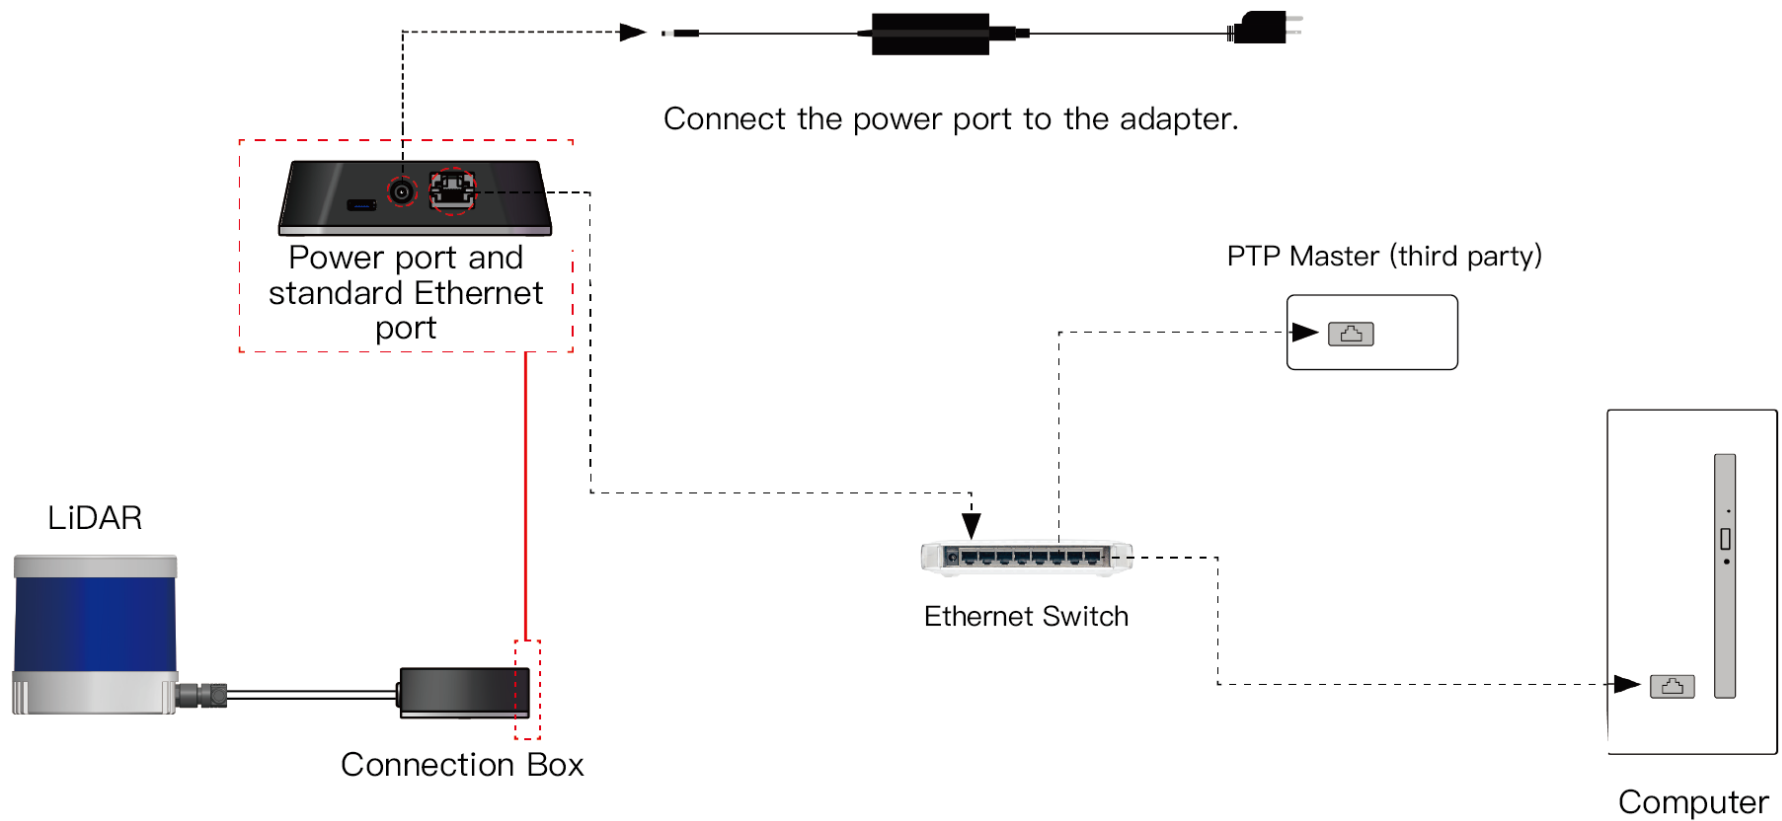 Connect the power port to the adapter.
Power port and
standard Ethernet
port
PTP Master (third party)
LiDAR
Ethernet Switch
Connection Box
Computer